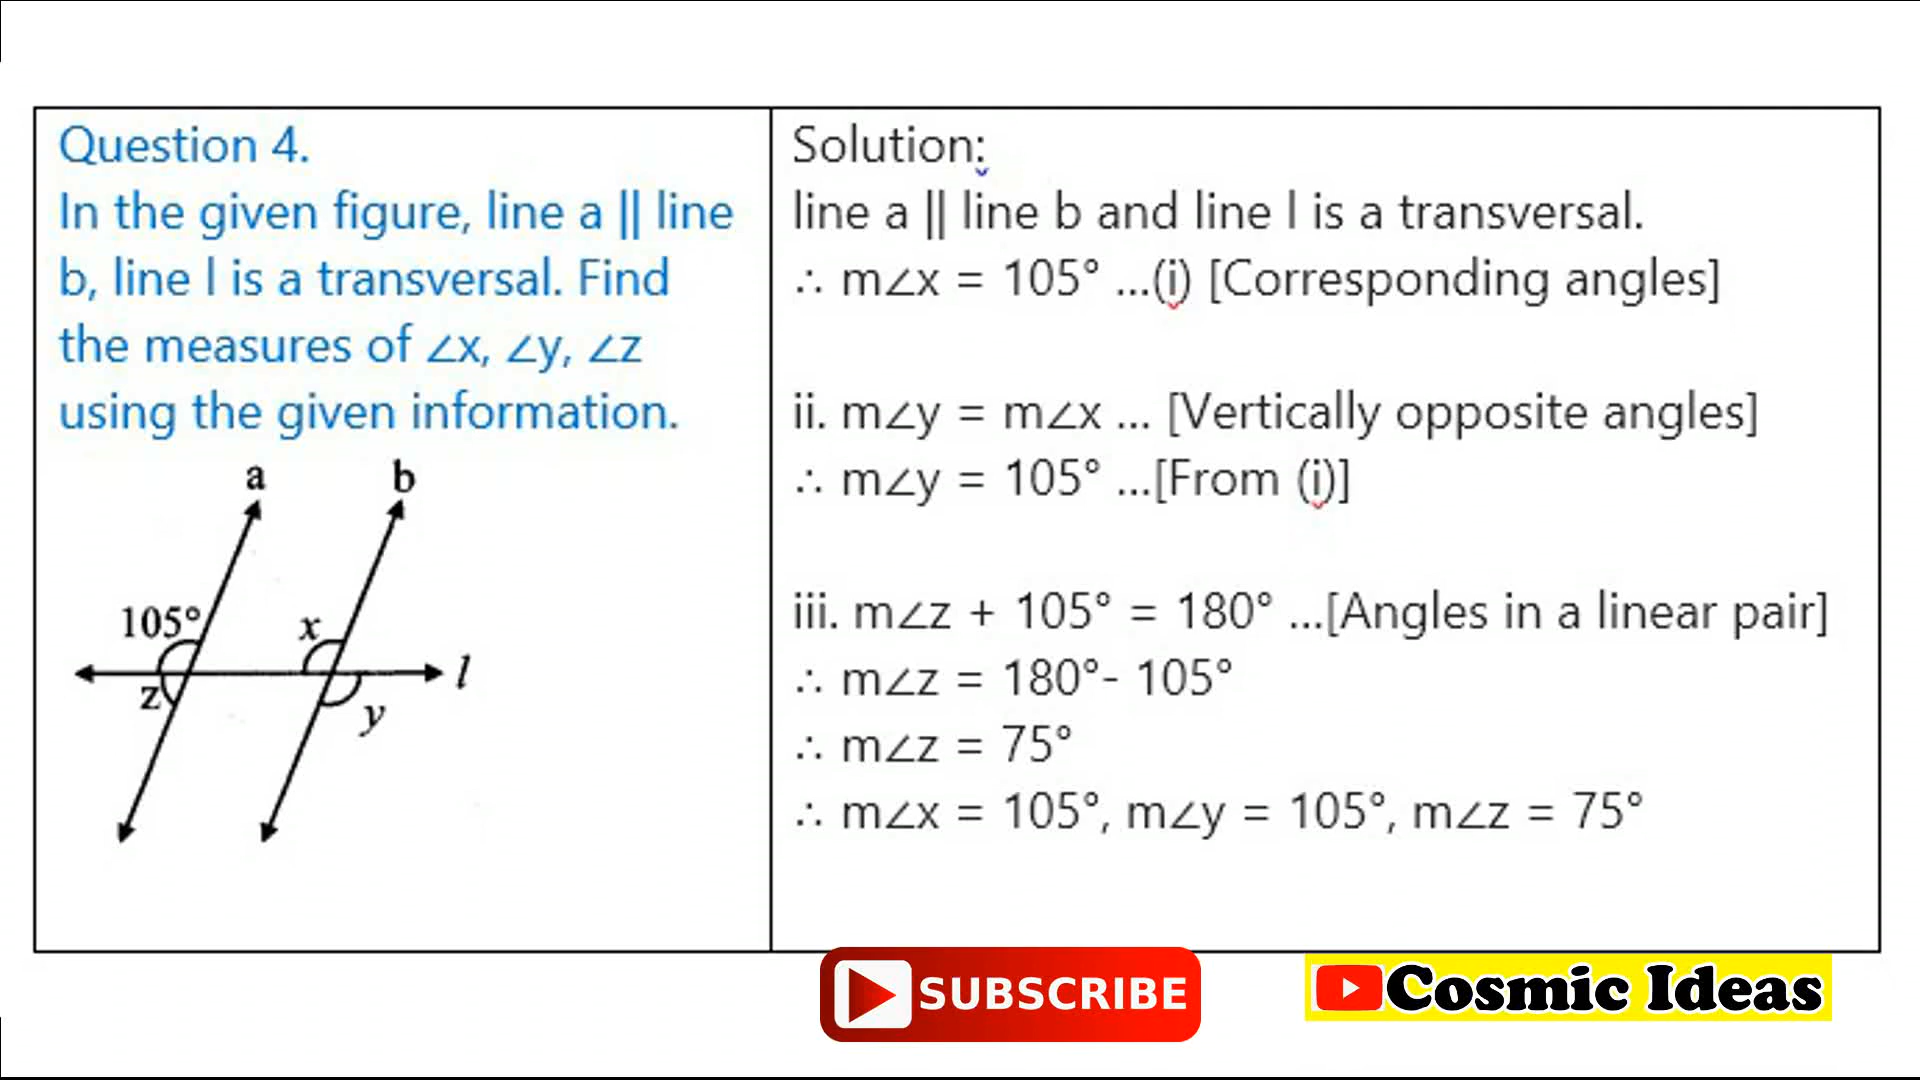 Question 4.
In the given figure, line a || line
b, line l is a transversal. Find
the measures of ∠x, ∠y, ∠z
using the given information.
a
b
105°
x
l
z
y
Solution:
line a || line b and line l is a transversal.
∴ m∠x = 105° ...(i) [Corresponding angles]
ii. m∠y = m∠x ... [Vertically opposite angles]
∴ m∠y = 105° ...[From (i)]
iii. m∠z + 105° = 180° ...[Angles in a linear pair]
∴ m∠z = 180°- 105°
∴ m∠z = 75°
∴ m∠x = 105°, m∠y = 105°, m∠z = 75°
SUBSCRIBE
Cosmic Ideas